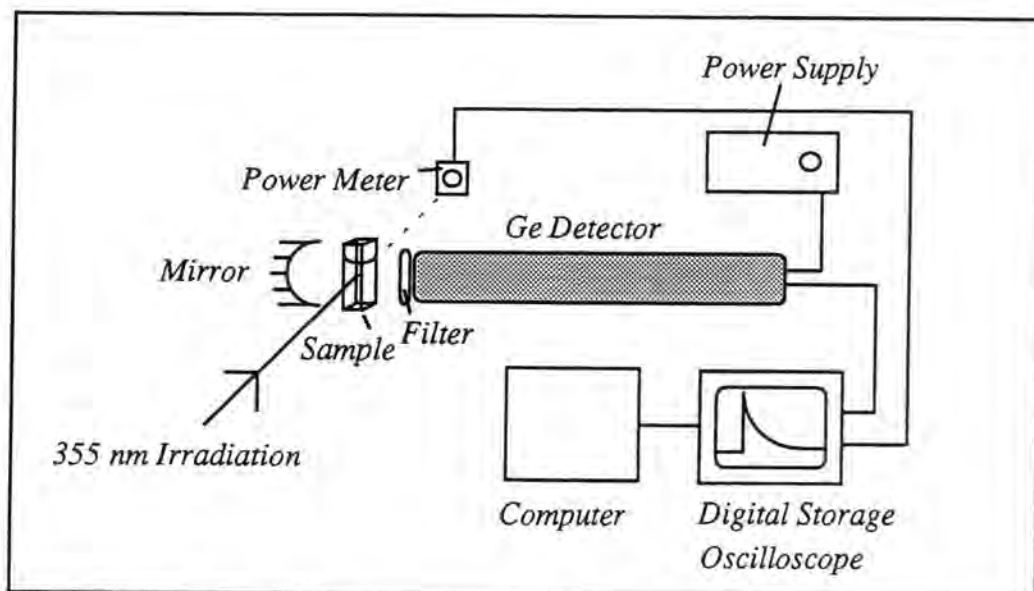 Power Supply
Power Meter
Ge Detector
Mirror
Sample
Filter
355 nm Irradiation
Computer
Digital Storage
Oscilloscope